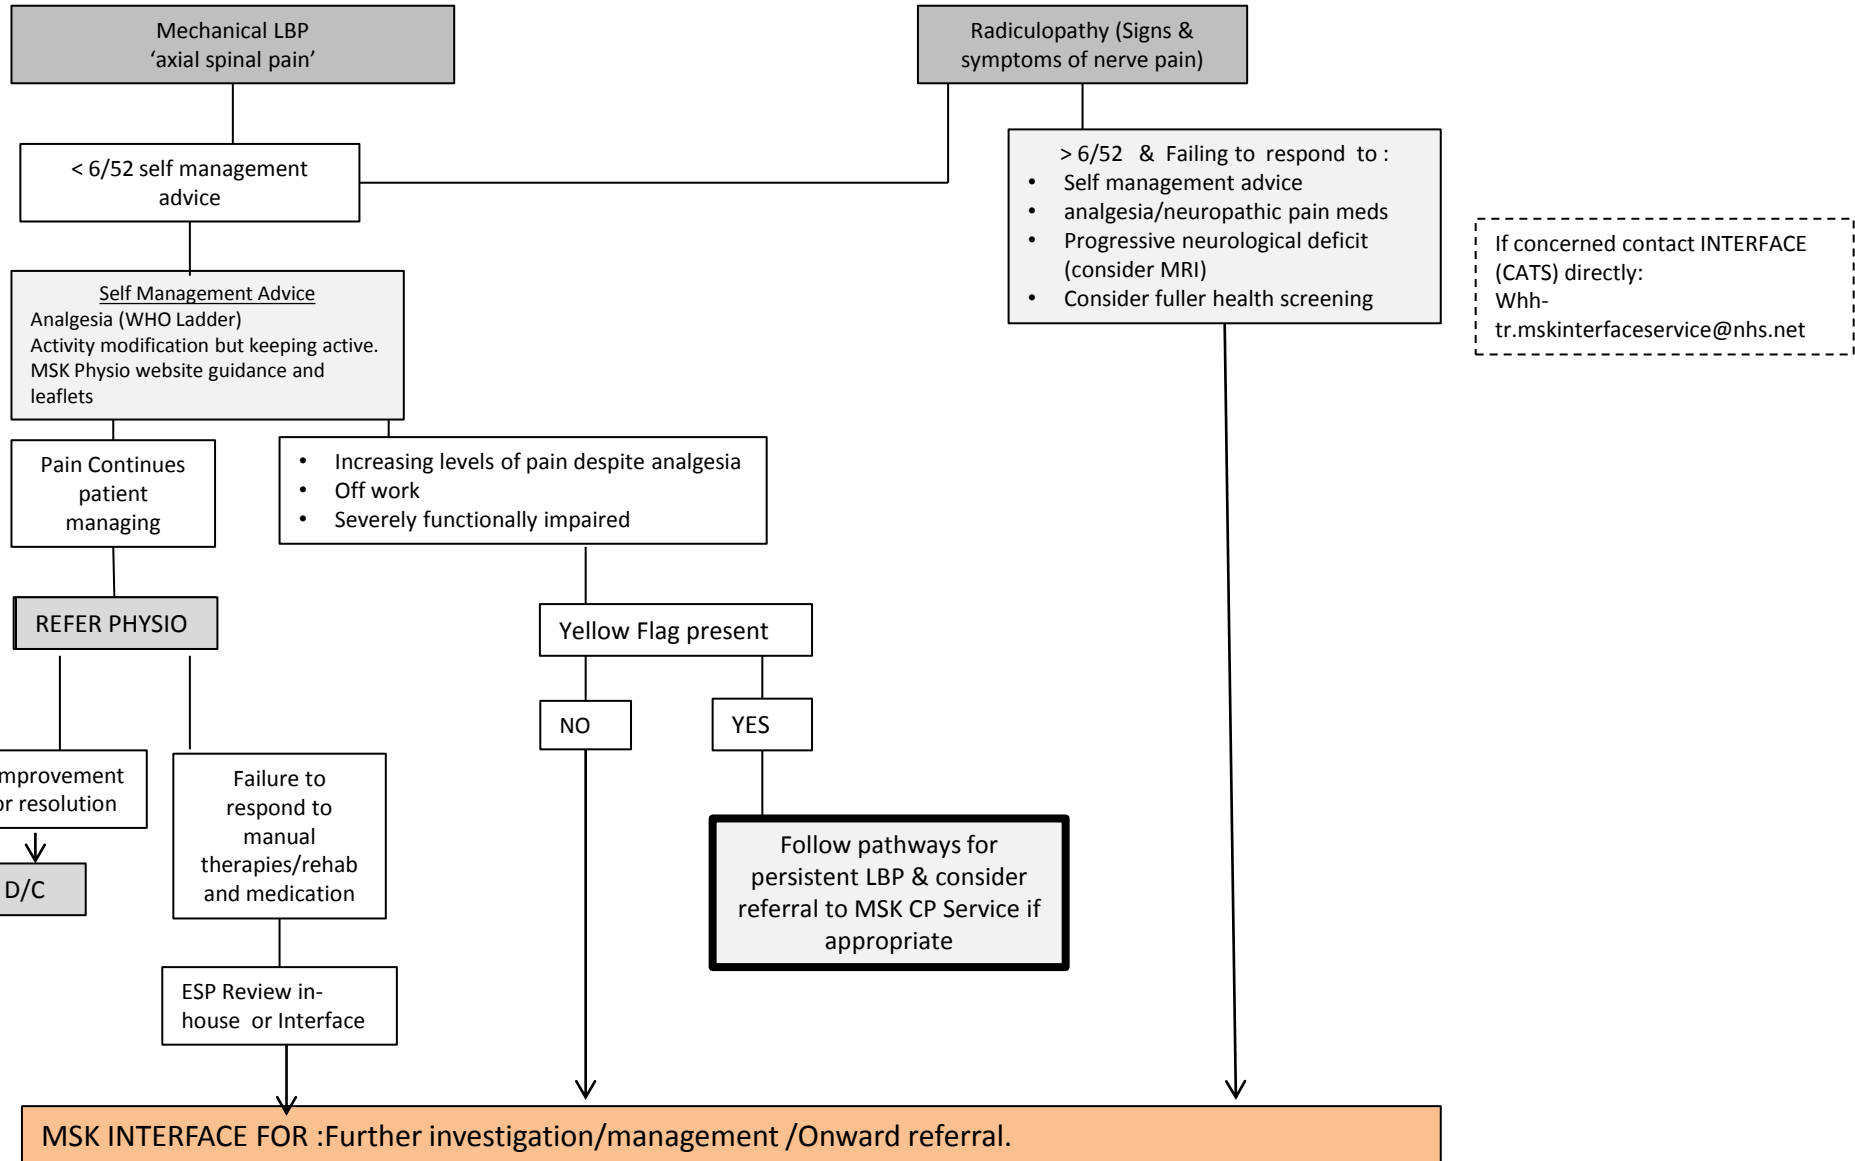 Mechanical LBP
‘axial spinal pain’
Radiculopathy (Signs &
symptoms of nerve pain)
< 6/52 self management
advice
> 6/52 & Failing to respond to :
• Self management advice
• analgesia/neuropathic pain meds
• Progressive neurological deficit
(consider MRI)
• Consider fuller health screening
If concerned contact INTERFACE
(CATS) directly:
Whh-
tr.mskinterfaceservice@nhs.net
Self Management Advice
Analgesia (WHO Ladder)
Activity modification but keeping active.
MSK Physio website guidance and
leaflets
Pain Continues
patient
managing
• Increasing levels of pain despite analgesia
• Off work
• Severely functionally impaired
REFER PHYSIO
Yellow Flag present
NO
YES
mprovement
or resolution
Failure to
respond to
manual
therapies/rehab
and medication
D/C
Follow pathways for
persistent LBP & consider
referral to MSK CP Service if
appropriate
ESP Review in-
house or Interface
MSK INTERFACE FOR :Further investigation/management /Onward referral.